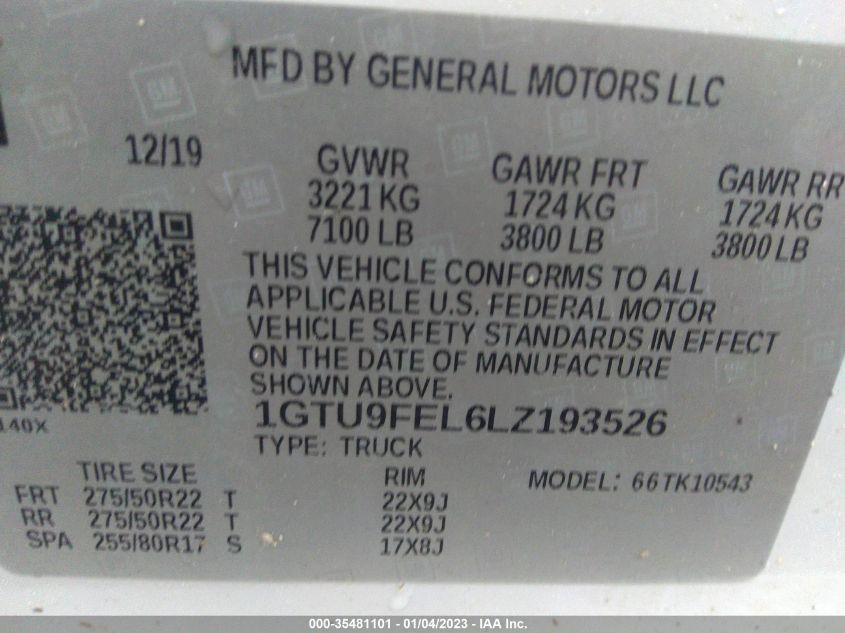 MFD BY GENERAL MOTORS LLC
12/19 GVWR GAWR FRT GAWR RR
3221 KG 1724 KG 1724 KG
7100 LB 3800 LB 3800 LB
THIS VEHICLE CONFORMS TO ALL
APPLICABLE U.S. FEDERAL MOTOR
VEHICLE SAFETY STANDARDS IN EFFECT
ON THE DATE OF MANUFACTURE
SHOWN ABOVE.
140X 1GTU9FEL6LZ193526
TYPE: TRUCK
TIRE SIZE RIM MODEL: 66TK10543
FRT 275/50R22 T 22X9J
RR 275/50R22 T 22X9J
SPA 255/80R17 S 17X8J
000-35481101 - 01/04/2023 - IAA Inc.